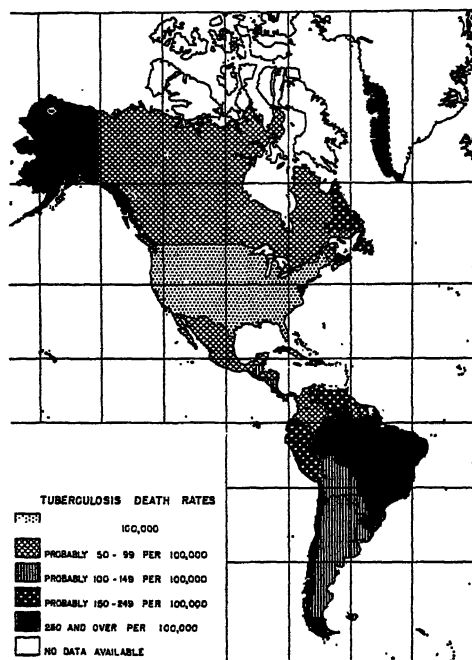 TUBERCULOSIS DEATH RATES
100,000
PROBABLY 50 - 99 PER 100,000
PROBABLY 100 - 149 PER 100,000
PROBABLY 150 - 249 PER 100,000
250 AND OVER PER 100,000
NO DATA AVAILABLE